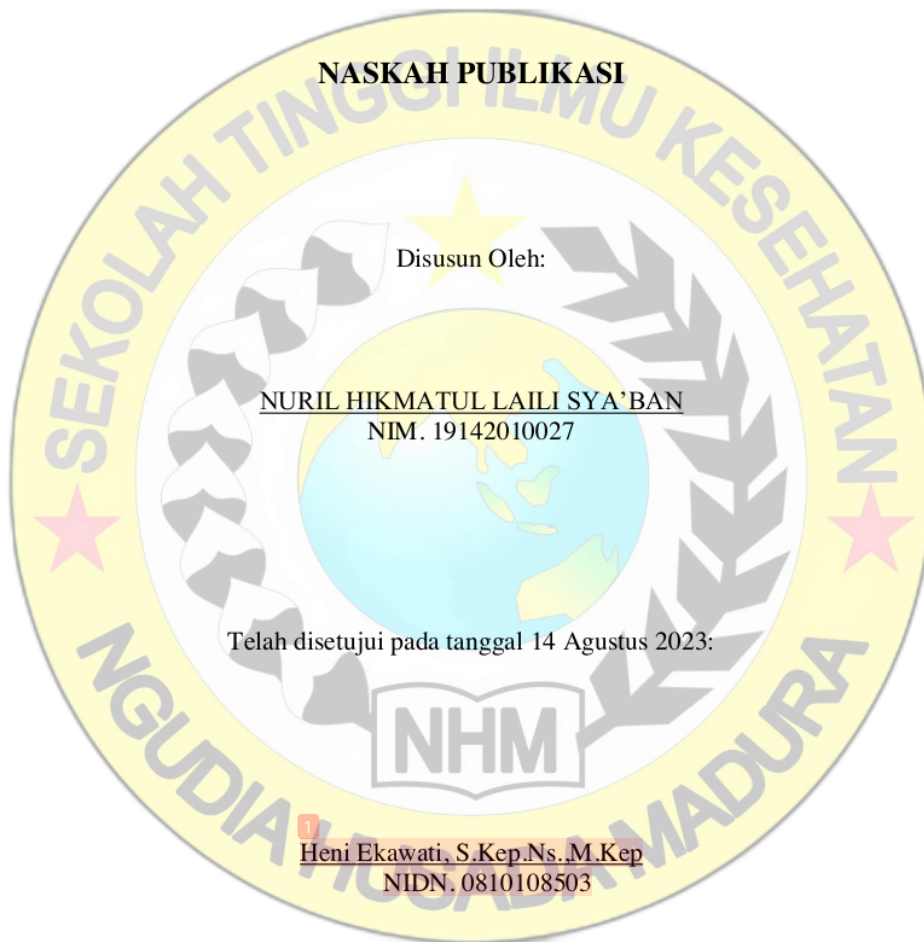 NASKAH PUBLIKASI
SEKOLAH TINGGI ILMU KESEHATAN
Disusun Oleh:
NURIL HIKMATUL LAILI SYA'BAN
NIM. 19142010027
Telah disetujui pada tanggal 14 Agustus 2023:
NHM
NGUDIA HUSADA MADURA
1
Heni Ekawati, S.Kep.Ns.,M.Kep
NIDN. 0810108503